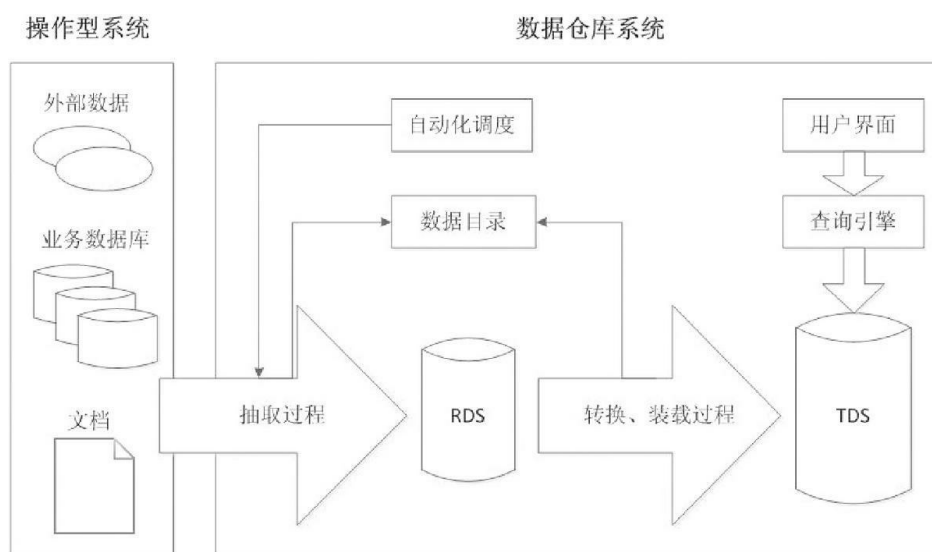 操作型系统
数据仓库系统
外部数据
自动化调度
用户界面
业务数据库
数据目录
查询引擎
文档
抽取过程
RDS
转换、装载过程
TDS